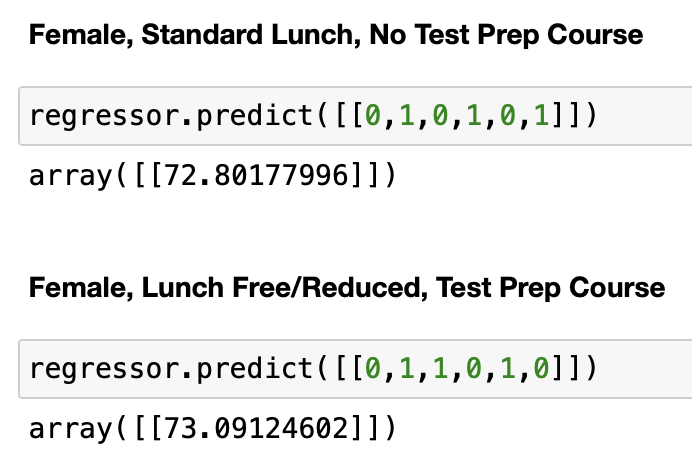 Female, Standard Lunch, No Test Prep Course
regressor.predict([[0,1,0,1,0,1]])
array([[72.80177996]])
Female, Lunch Free/Reduced, Test Prep Course
regressor.predict([[0,1,1,0,1,0]])
array([[73.09124602]])